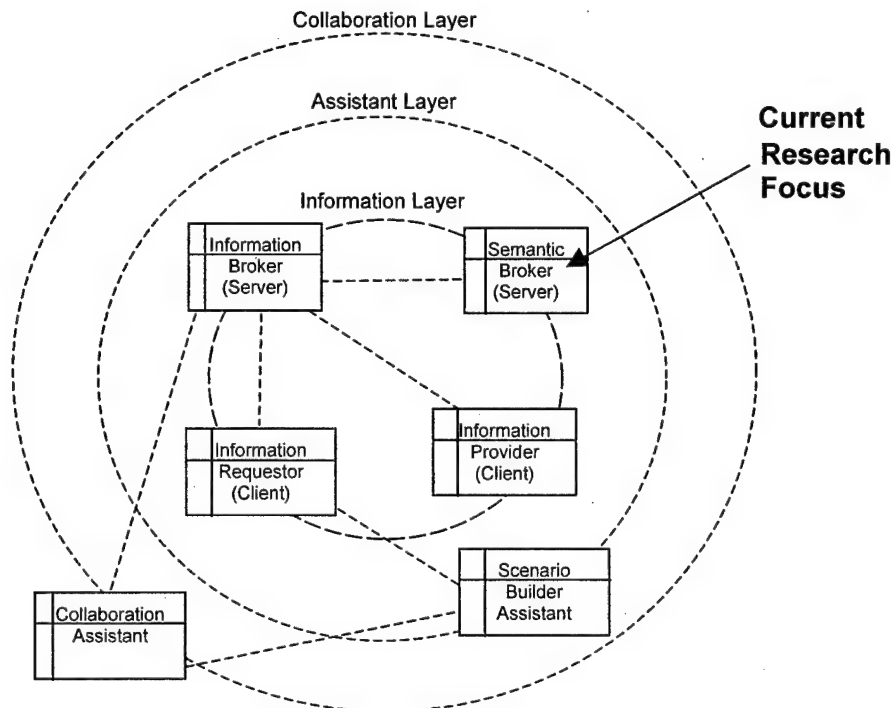 Collaboration Layer
Assistant Layer
Current
Research
Focus
Information Layer
Information
Broker
(Server)
Semantic
Broker
(Server)
Information
Requestor
(Client)
Information
Provider
(Client)
Scenario
Builder
Assistant
Collaboration
Assistant